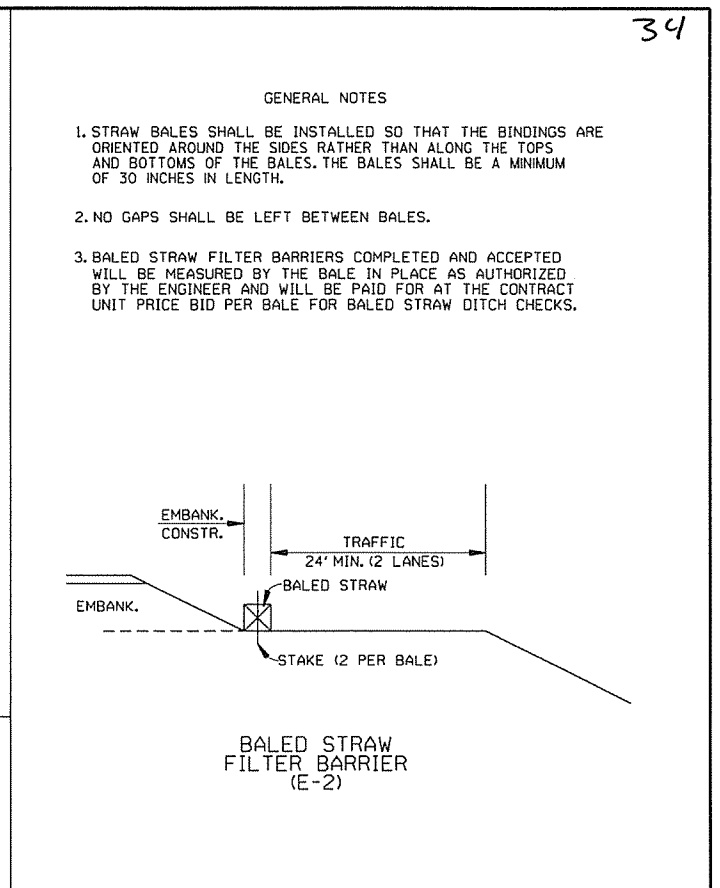 34
GENERAL NOTES
1. STRAW BALES SHALL BE INSTALLED SO THAT THE BINDINGS ARE
ORIENTED AROUND THE SIDES RATHER THAN ALONG THE TOPS
AND BOTTOMS OF THE BALES. THE BALES SHALL BE A MINIMUM
OF 30 INCHES IN LENGTH.
2. NO GAPS SHALL BE LEFT BETWEEN BALES.
3. BALED STRAW FILTER BARRIERS COMPLETED AND ACCEPTED
WILL BE MEASURED BY THE BALE IN PLACE AS AUTHORIZED
BY THE ENGINEER AND WILL BE PAID FOR AT THE CONTRACT
UNIT PRICE BID PER BALE FOR BALED STRAW DITCH CHECKS.
EMBANK.
CONSTR.
TRAFFIC
24' MIN. (2 LANES)
BALED STRAW
EMBANK.
STAKE (2 PER BALE)
BALED STRAW
FILTER BARRIER
(E-2)